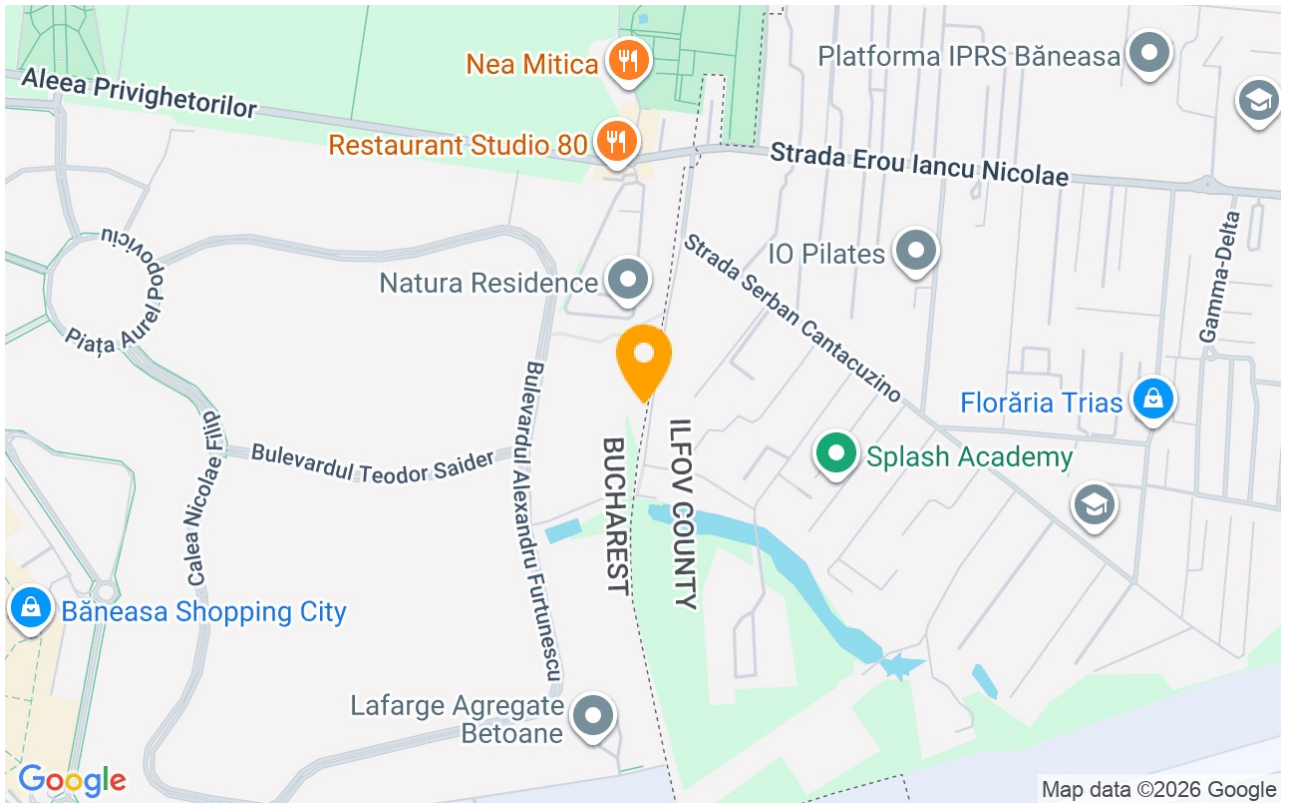 Nea Mitica
Platforma IPRS Băneasa
Aleea Privighetorilor
Restaurant Studio 80
Strada Erou Iancu Nicolae
Piața Aurel Popoviciu
Natura Residence
IO Pilates
Strada Serban Cantacuzino
Gamma-Delta
Bulevardul Alexandru Furtunescu
Florăria Trias
Calea Nicolae Filip
Bulevardul Teodor Saider
BUCHAREST
ILFOV COUNTY
Splash Academy
Băneasa Shopping City
Lafarge Agregate
Betoane
Google
Map data ©2026 Google